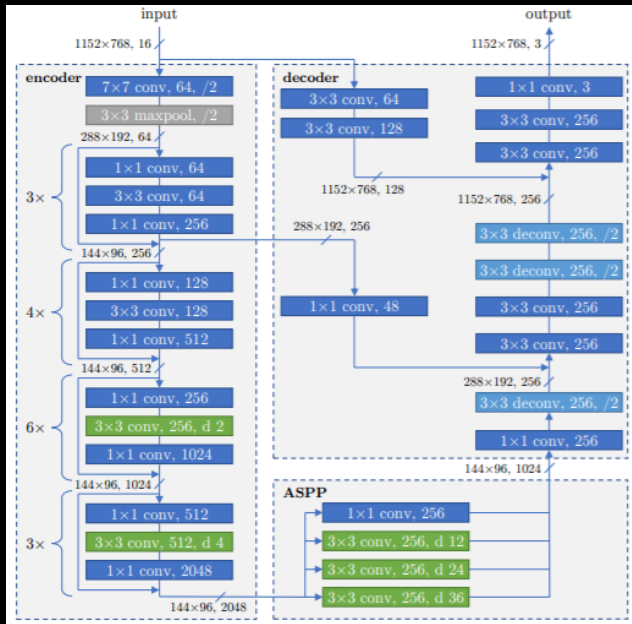 input
1152×768, 16
encoder
7×7 conv, 64, /2
3×3 maxpool, /2
288×192, 64
3×
1×1 conv, 64
3×3 conv, 64
1×1 conv, 256
144×96, 256
4×
1×1 conv, 128
3×3 conv, 128
1×1 conv, 512
144×96, 512
6×
1×1 conv, 256
3×3 conv, 256, d 2
1×1 conv, 1024
144×96, 1024
3×
1×1 conv, 512
3×3 conv, 512, d 4
1×1 conv, 2048
144×96, 2048
output
1152×768, 3
decoder
3×3 conv, 64
3×3 conv, 128
1152×768, 128
288×192, 256
1×1 conv, 48
1×1 conv, 3
3×3 conv, 256
3×3 conv, 256
1152×768, 256
3×3 deconv, 256, /2
3×3 deconv, 256, /2
3×3 conv, 256
3×3 conv, 256
288×192, 256
3×3 deconv, 256, /2
1×1 conv, 256
144×96, 1024
ASPP
1×1 conv, 256
3×3 conv, 256, d 12
3×3 conv, 256, d 24
3×3 conv, 256, d 36